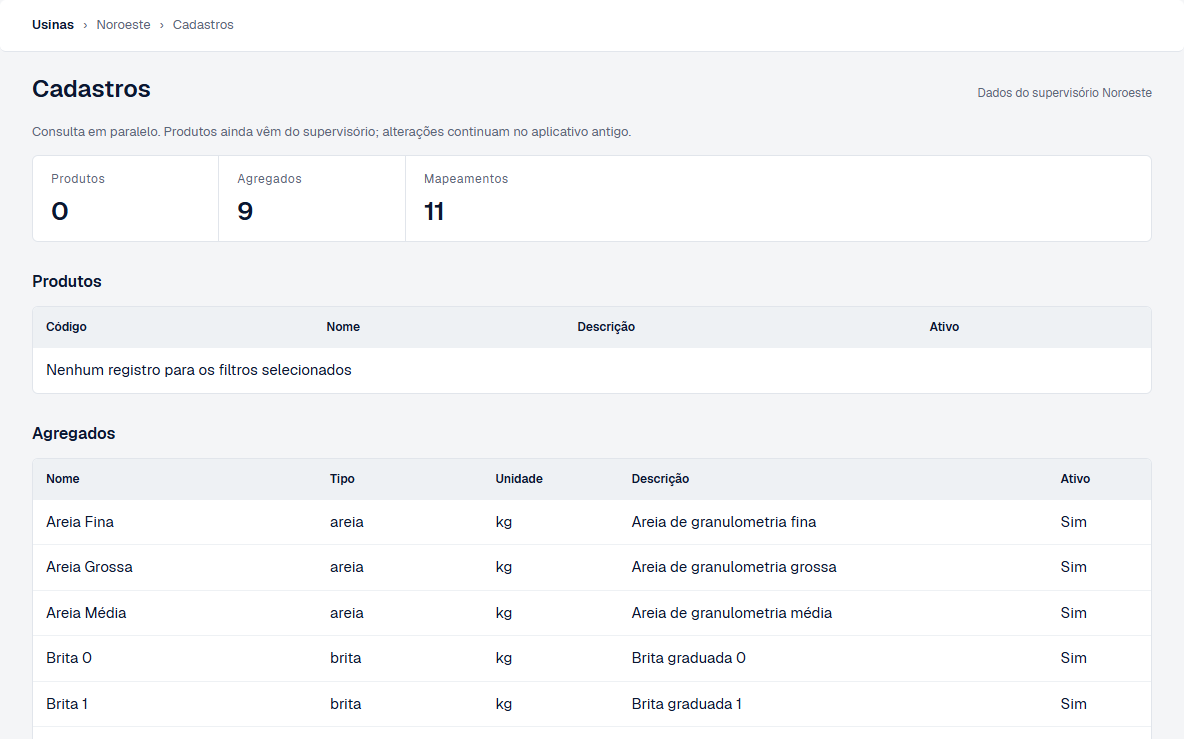 Usinas › Noroeste › Cadastros
Cadastros
Dados do supervisório Noroeste
Consulta em paralelo. Produtos ainda vêm do supervisório; alterações continuam no aplicativo antigo.
Produtos Agregados Mapeamentos
0 9 11
Produtos
Código Nome Descrição Ativo
Nenhum registro para os filtros selecionados
Agregados
Nome Tipo Unidade Descrição Ativo
Areia Fina areia kg Areia de granulometria fina Sim
Areia Grossa areia kg Areia de granulometria grossa Sim
Areia Média areia kg Areia de granulometria média Sim
Brita 0 brita kg Brita graduada 0 Sim
Brita 1 brita kg Brita graduada 1 Sim